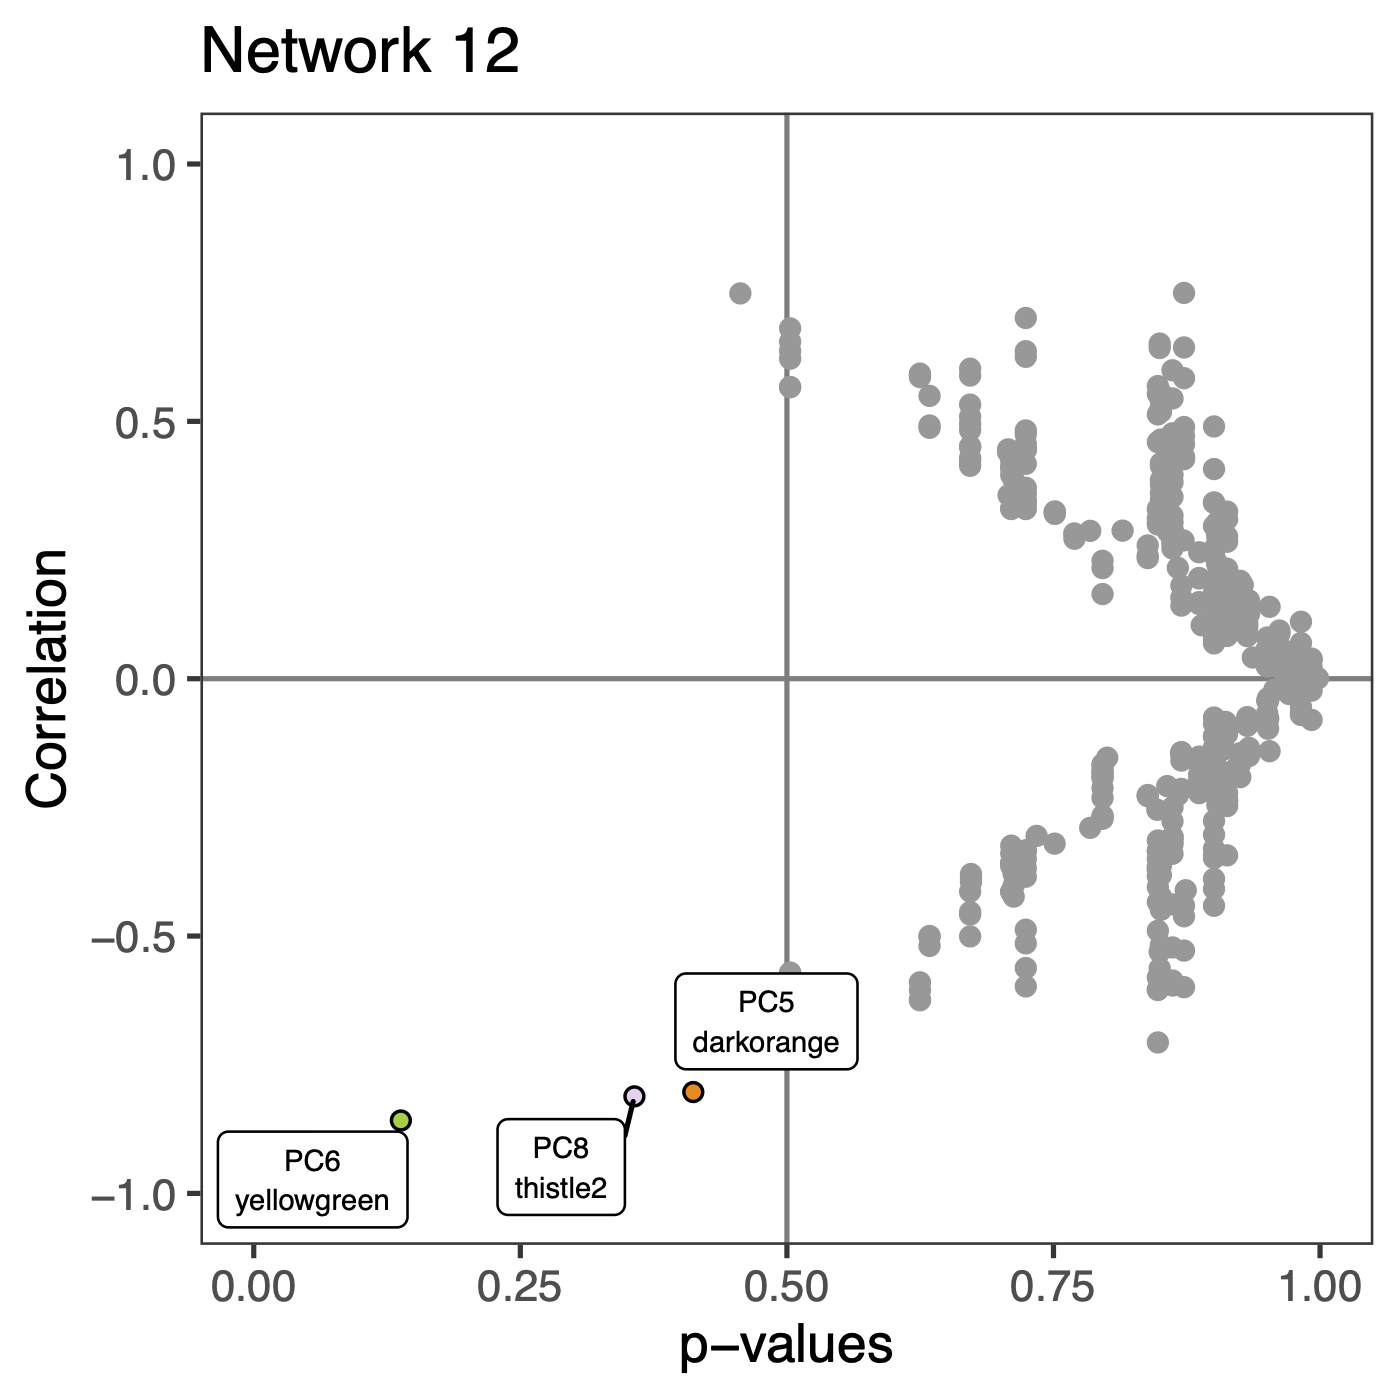 Network 12
1.0
0.5
0.0
−0.5
−1.0
Correlation
PC5
darkorange
PC8
thistle2
PC6
yellowgreen
0.00
0.25
0.50
0.75
1.00
p−values